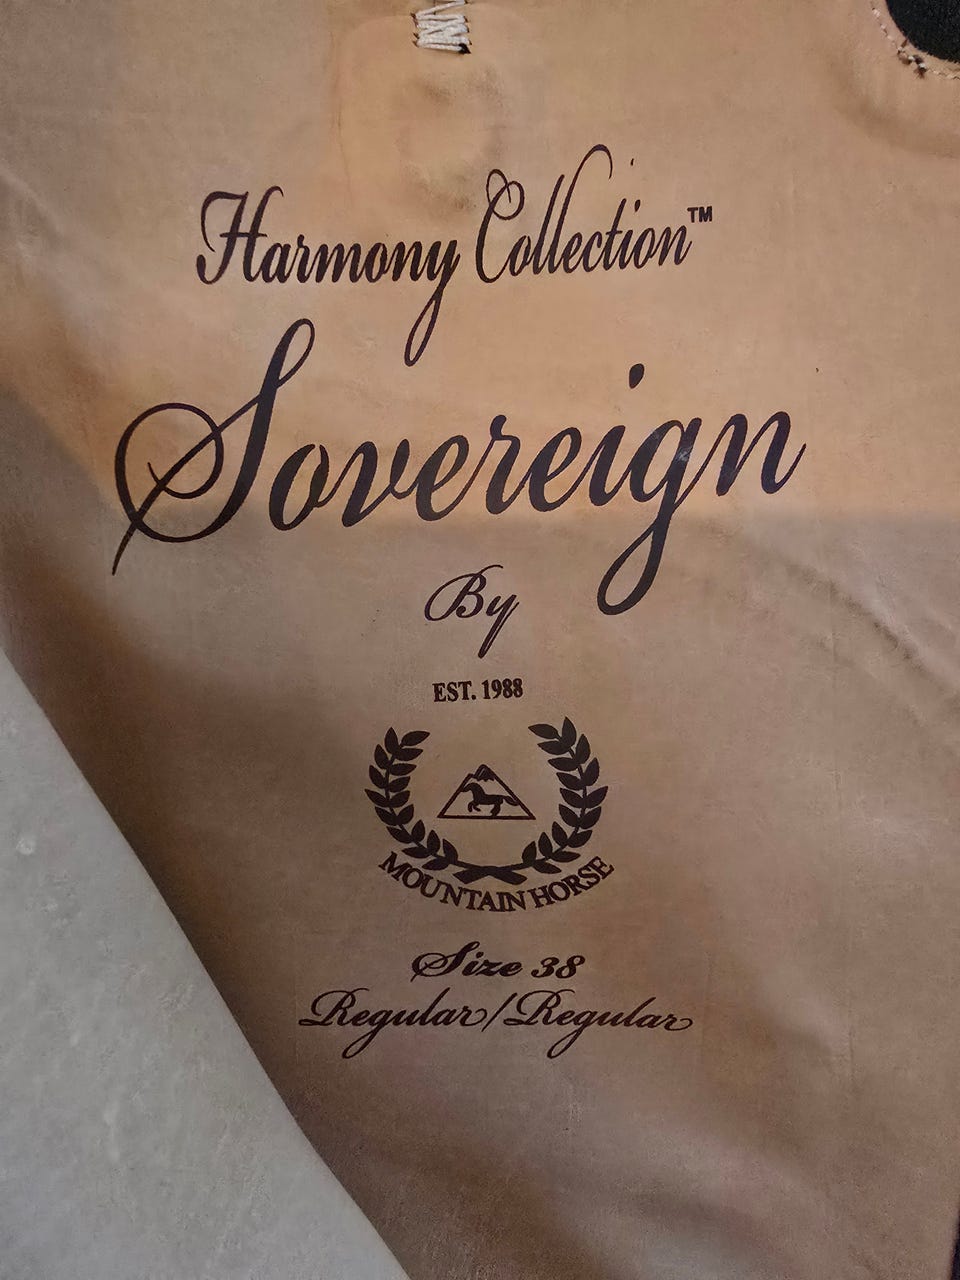 Harmony Collection™
Sovereign
By
EST. 1988
MOUNTAIN HORSE
Size 38
Regular/Regular